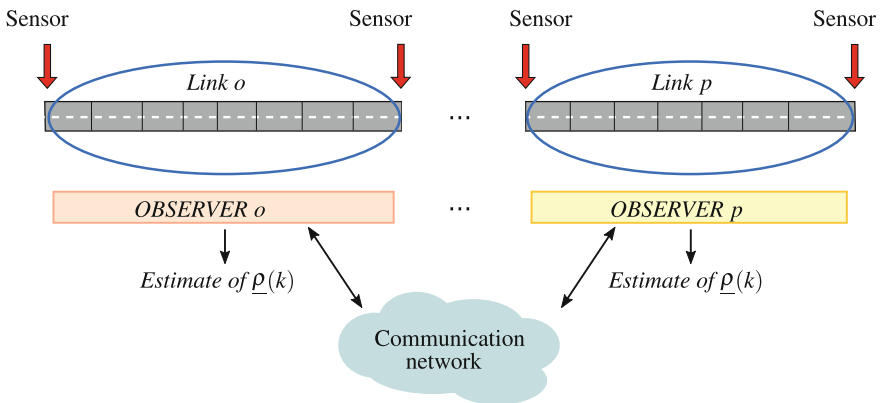 Sensor Sensor Sensor Sensor
Link o Link p
...
OBSERVER o ... OBSERVER p
Estimate of ρ(k) Estimate of ρ(k)
Communication
network